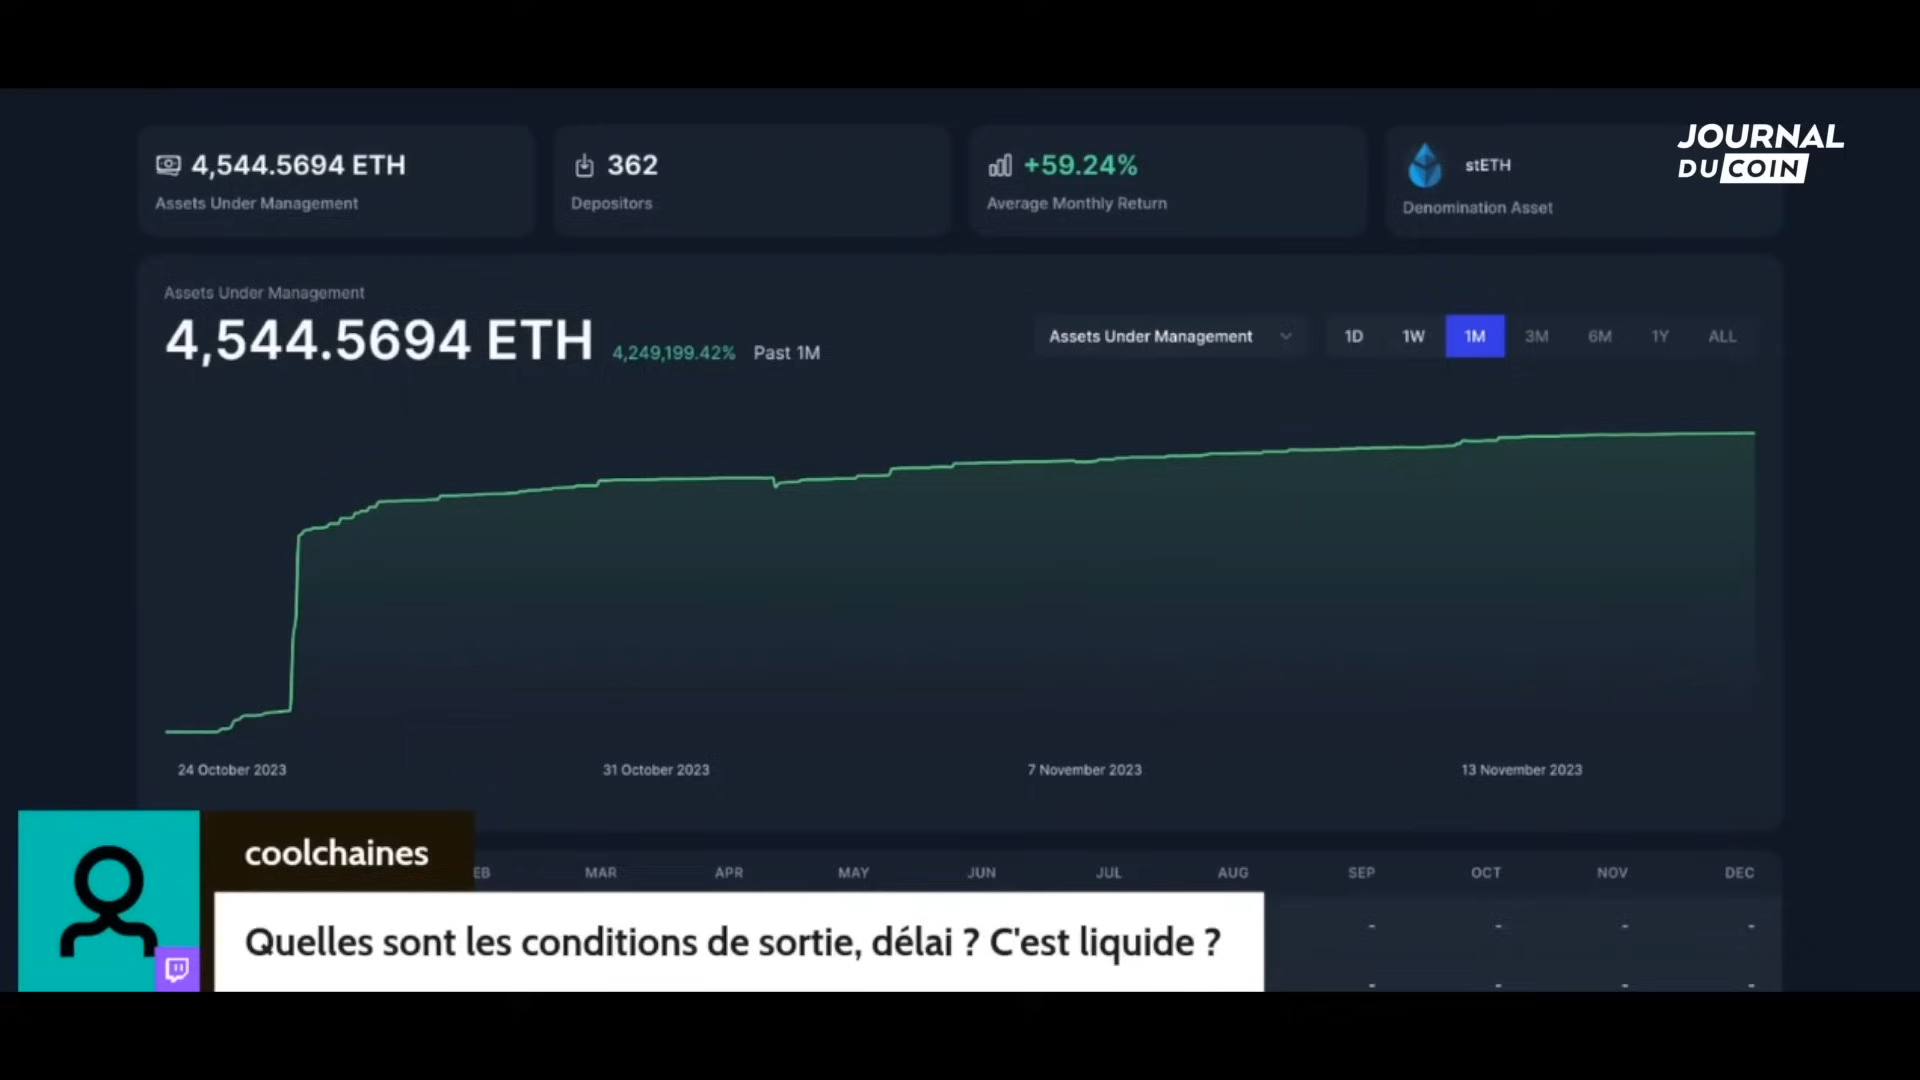 JOURNAL
DU COIN
4,544.5694 ETH
Assets Under Management
362
Depositors
+59.24%
Average Monthly Return
stETH
Denomination Asset
Assets Under Management
4,544.5694 ETH 4,249,199.42% Past 1M
Assets Under Management 1D 1W 1M 3M 6M 1Y ALL
24 October 2023 31 October 2023 7 November 2023 13 November 2023
coolchaines
EB MAR APR MAY JUN JUL AUG SEP OCT NOV DEC
Quelles sont les conditions de sortie, délai ? C'est liquide ?
- - - -
- - - -